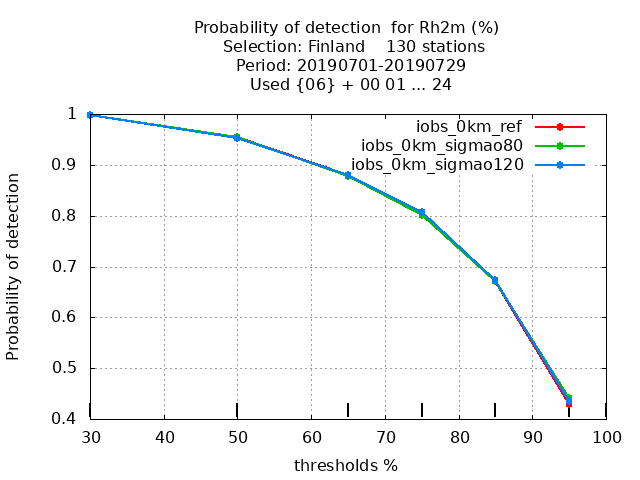 Probability of detection  for Rh2m (%)
Selection: Finland    130 stations
Period: 20190701-20190729
Used {06} + 00 01 ... 24
iobs_0km_ref
iobs_0km_sigmao80
iobs_0km_sigmao120
Probability of detection
1
0.9
0.8
0.7
0.6
0.5
0.4
30 40 50 60 70 80 90 100
thresholds %